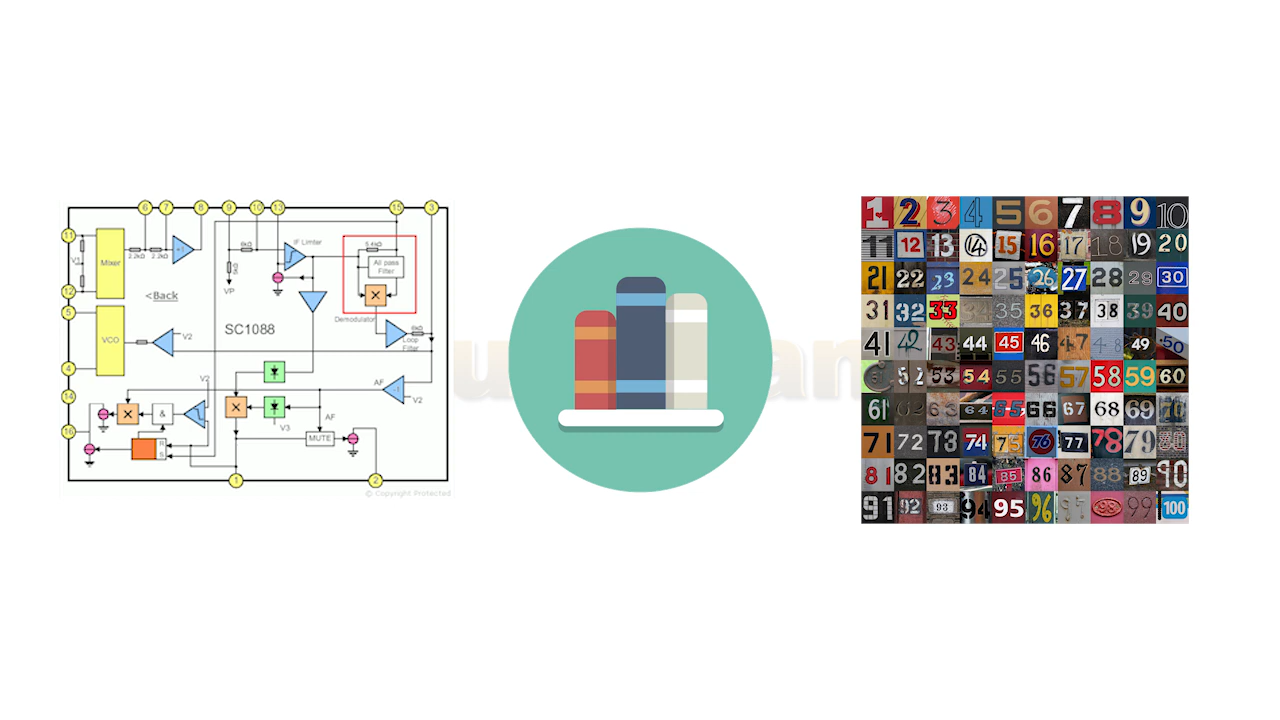 6 7 8 9 10 13 15 3
11
Mixer
2.2kΩ 2.2kΩ
+1
6kΩ
IF Limiter
5.4kΩ
All pass
Filter
V1
12
VP
<Back
5
SC1088
Demodulator
6kΩ
Loop
Filter
VCO
V2
4
V2
AF
-1
V2
14
&
AF
V3
16
R
S
MUTE
1
2
© Copyright Protected
1 2 3 4 5 6 7 8 9 10
11 12 13 14 15 16 17 18 19 20
21 22 23 24 25 26 27 28 29 30
31 32 33 34 35 36 37 38 39 40
41 42 43 44 45 46 47 48 49 50
52 53 54 55 56 57 58 59 60
61 62 63 64 65 66 67 68 69 70
71 72 73 74 75 76 77 78 79 80
81 82 83 84 85 86 87 88 89 90
91 92 93 94 95 96 97 98 99 100